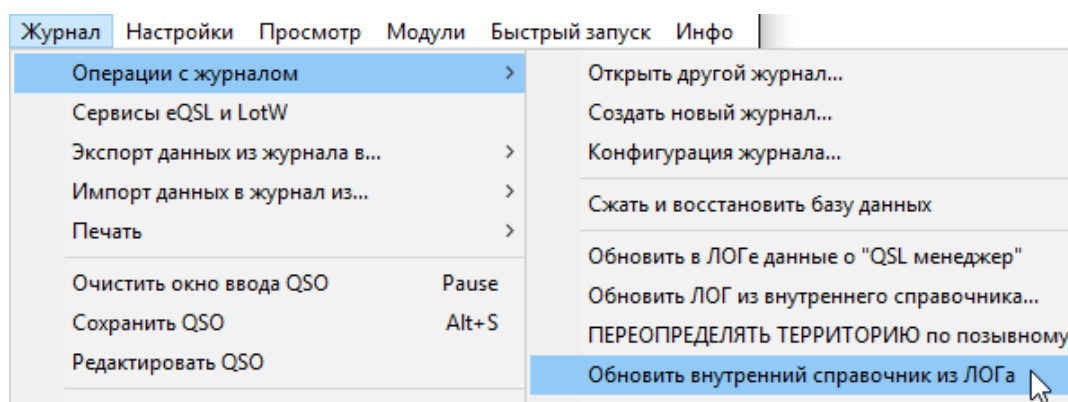 Журнал Настройки Просмотр Модули Быстрый запуск Инфо
Операции с журналом >
Сервисы eQSL и LotW
Экспорт данных из журнала в... >
Импорт данных в журнал из... >
Печать >
Очистить окно ввода QSO Pause
Сохранить QSO Alt+S
Редактировать QSO
Открыть другой журнал...
Создать новый журнал...
Конфигурация журнала...
Сжать и восстановить базу данных
Обновить в ЛОГе данные о "QSL менеджер"
Обновить ЛОГ из внутреннего справочника...
ПЕРЕОПРЕДЕЛЯТЬ ТЕРРИТОРИЮ по позывному
Обновить внутренний справочник из ЛОГа